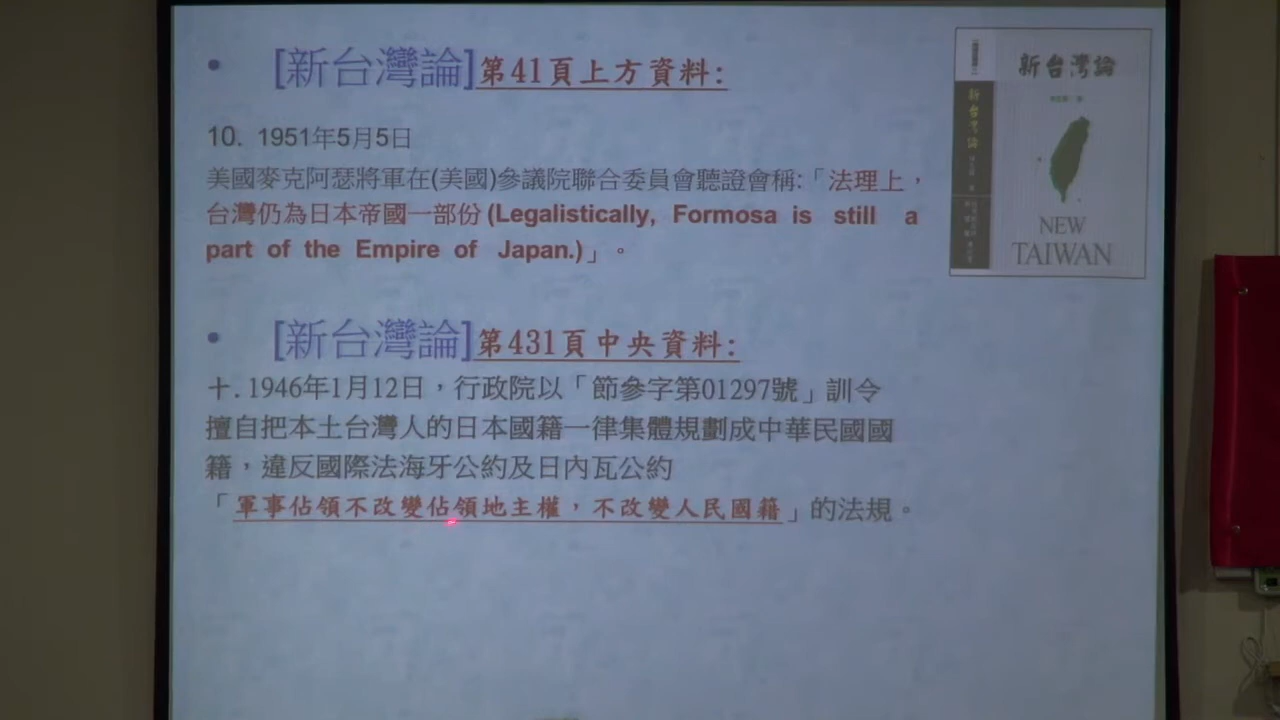 • [新台灣論]第41頁上方資料:
10. 1951年5月5日
美國麥克阿瑟將軍在(美國)參議院聯合委員會聽證會稱:「法理上，
台灣仍為日本帝國一部份(Legalistically, Formosa is still a
part of the Empire of Japan.)」。
• [新台灣論]第431頁中央資料:
十. 1946年1月12日，行政院以「節參字第01297號」訓令
擅自把本土台灣人的日本國籍一律集體規劃成中華民國國
籍，違反國際法海牙公約及日內瓦公約
「軍事佔領不改變佔領地主權，不改變人民國籍」的法規。
新台灣論
新台灣論
NEW
TAIWAN